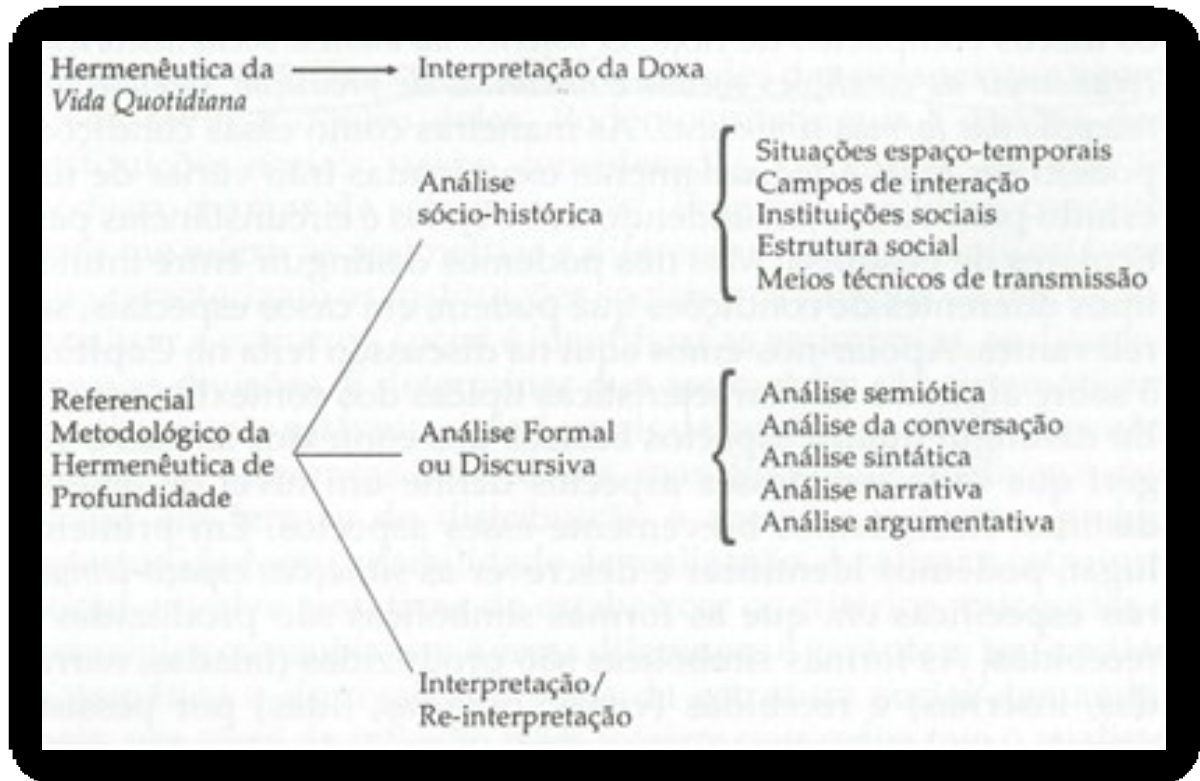 Hermenêutica da
Vida Quotidiana
Interpretação da Doxa
Análise
sócio-histórica
Situações espaço-temporais
Campos de interação
Instituições sociais
Estrutura social
Meios técnicos de transmissão
Referencial
Metodológico da
Hermenêutica de
Profundidade
Análise Formal
ou Discursiva
Análise semiótica
Análise da conversação
Análise sintática
Análise narrativa
Análise argumentativa
Interpretação/
Re-interpretação